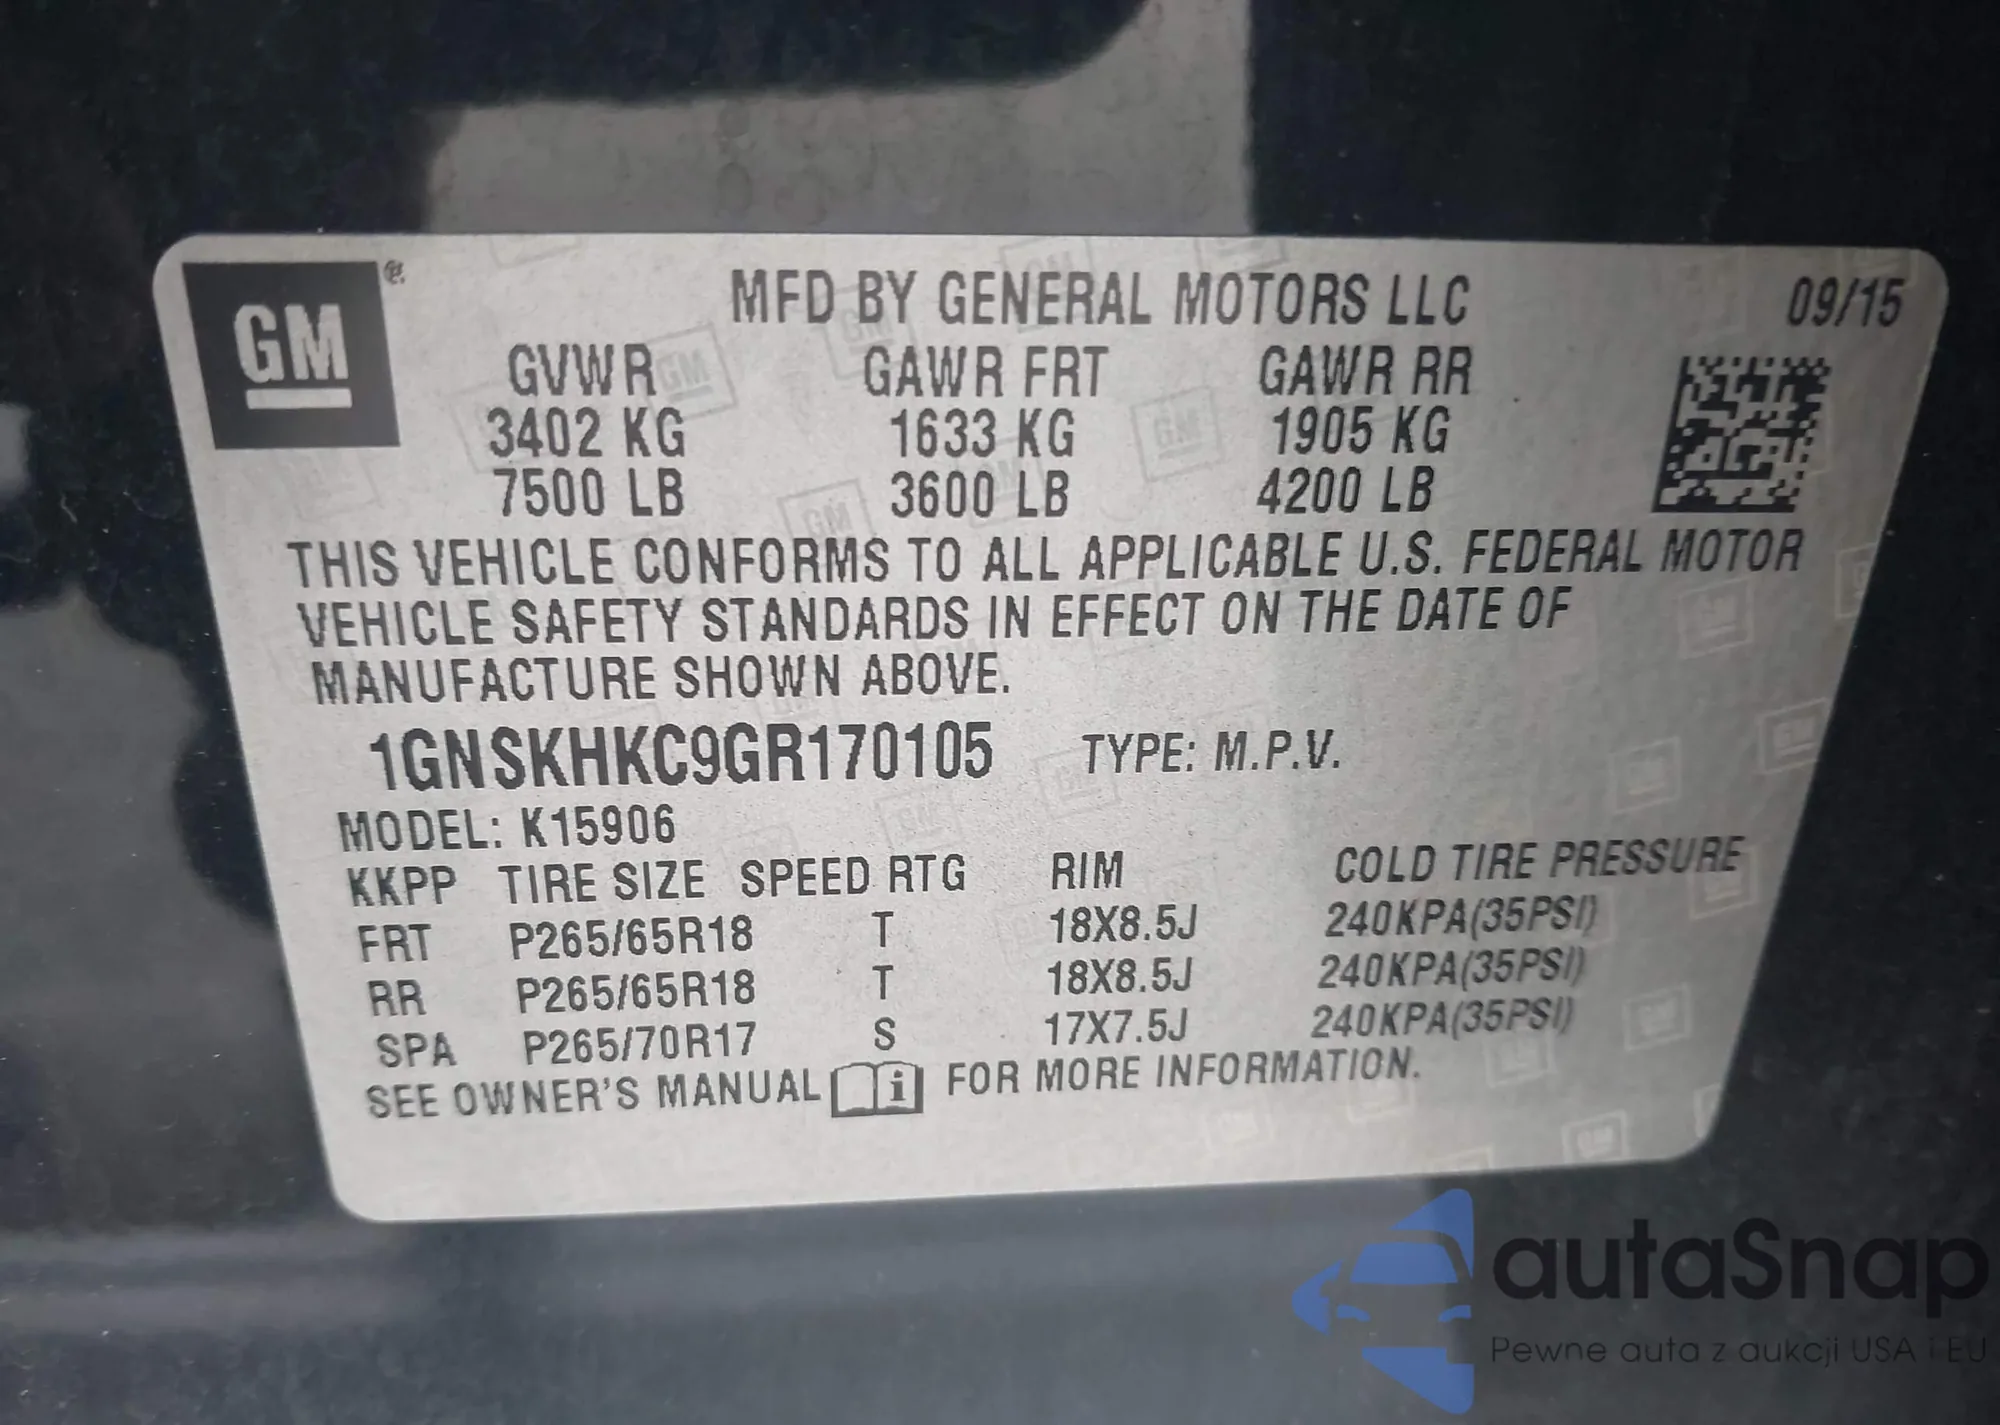 GM
MFD BY GENERAL MOTORS LLC 09/15
GVWR GAWR FRT GAWR RR
3402 KG 1633 KG 1905 KG
7500 LB 3600 LB 4200 LB
THIS VEHICLE CONFORMS TO ALL APPLICABLE U.S. FEDERAL MOTOR
VEHICLE SAFETY STANDARDS IN EFFECT ON THE DATE OF
MANUFACTURE SHOWN ABOVE.
1GNSKHKC9GR170105 TYPE: M.P.V.
MODEL: K15906
KKPP TIRE SIZE SPEED RTG RIM COLD TIRE PRESSURE
FRT P265/65R18 T 18X8.5J 240KPA(35PSI)
RR P265/65R18 T 18X8.5J 240KPA(35PSI)
SPA P265/70R17 S 17X7.5J 240KPA(35PSI)
SEE OWNER'S MANUAL i FOR MORE INFORMATION.
autaSnap
Pewne auta z aukcji USA i EU